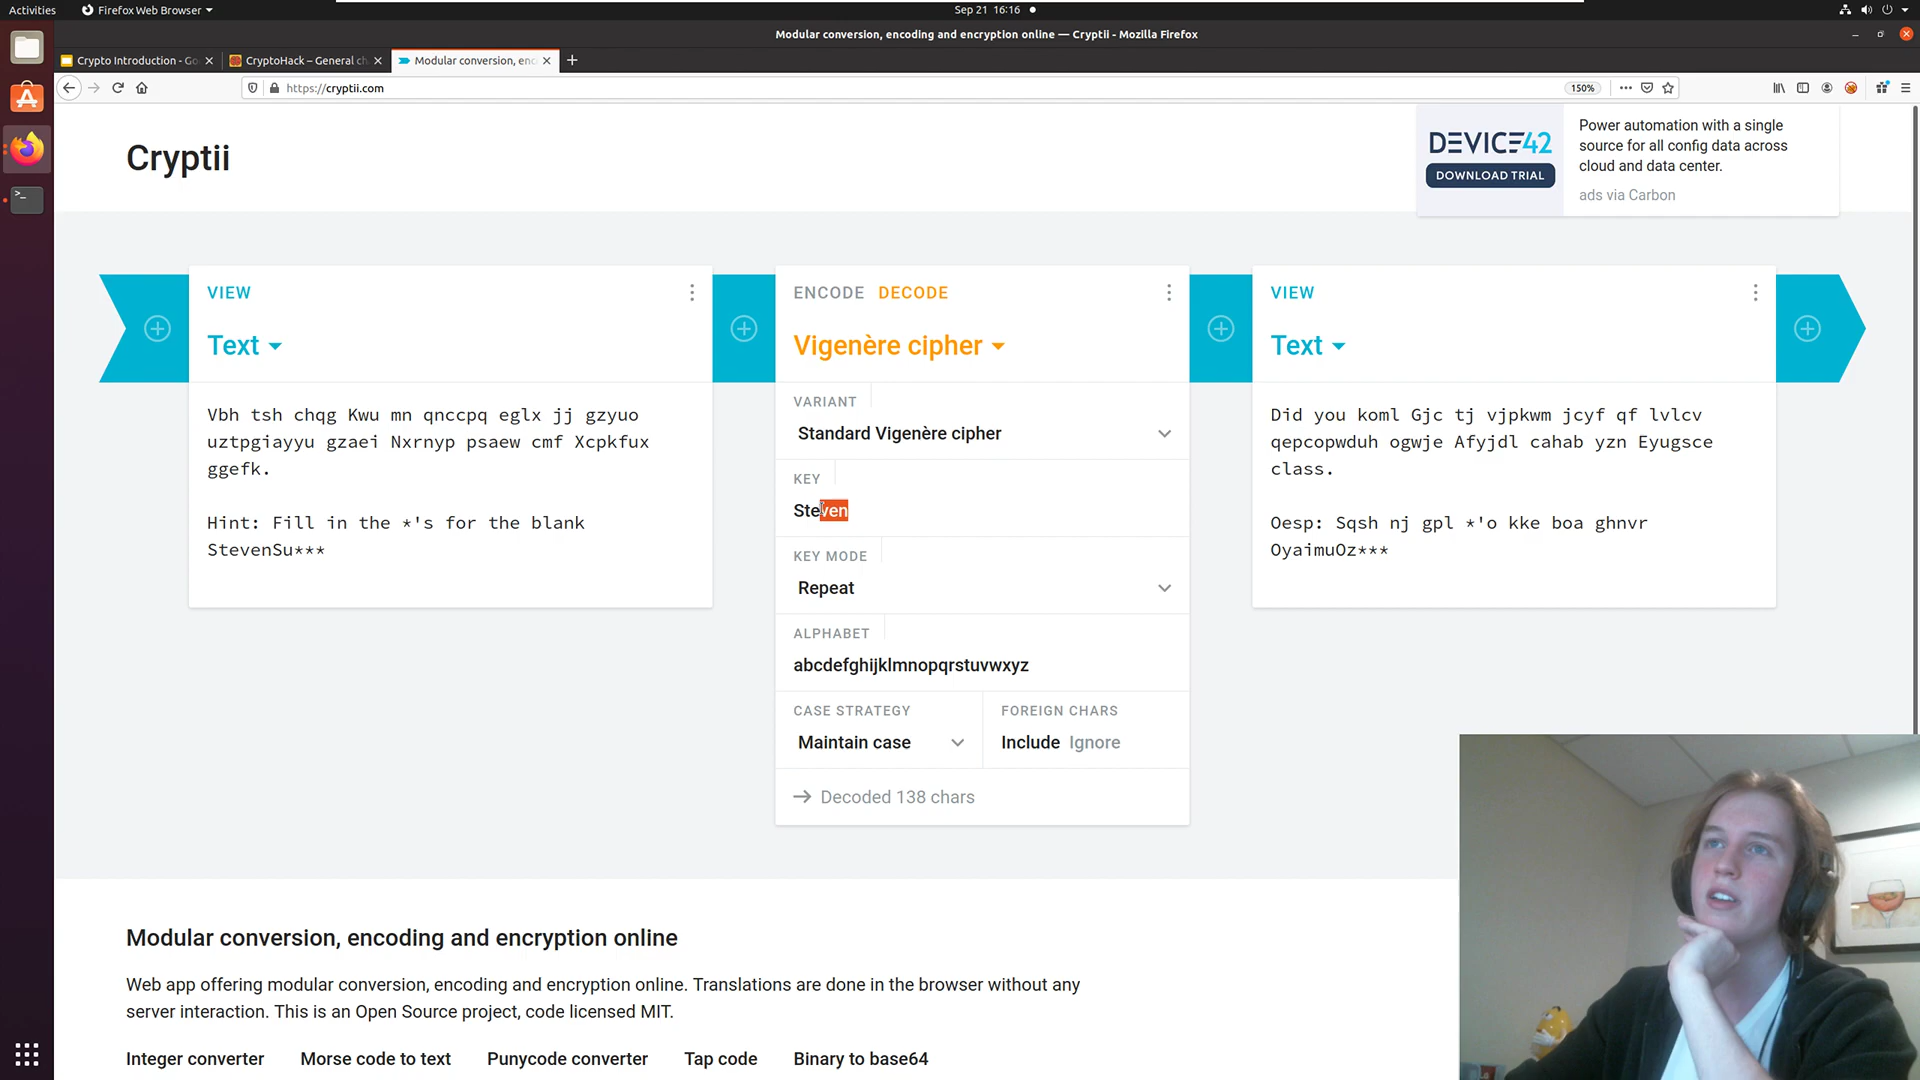 Activities
Firefox Web Browser
Sep 21 16:16
Modular conversion, encoding and encryption online — Cryptii - Mozilla Firefox
Crypto Introduction - Go
CryptoHack – General ch
Modular conversion, enc
https://cryptii.com
150%
Cryptii
DEVICE42
DOWNLOAD TRIAL
Power automation with a single
source for all config data across
cloud and data center.
ads via Carbon
VIEW
Text
Vbh tsh chqg Kwu mn qnccpq eglx jj gzyuo
uztpgiayyu gzaei Nxrnyp psaew cmf Xcpkfux
ggefk.
Hint: Fill in the *'s for the blank
StevenSu***
ENCODE DECODE
Vigenère cipher
VARIANT
Standard Vigenère cipher
KEY
Steven
KEY MODE
Repeat
ALPHABET
abcdefghijklmnopqrstuvwxyz
CASE STRATEGY
Maintain case
FOREIGN CHARS
Include Ignore
→ Decoded 138 chars
VIEW
Text
Did you koml Gjc tj vjpkwm jcyf qf lvlcv
qepcopwduh ogwje Afyjdl cahab yzn Eyugsce
class.
Oesp: Sqsh nj gpl *'o kke boa ghnvr
OyaimuOz***
Modular conversion, encoding and encryption online
Web app offering modular conversion, encoding and encryption online. Translations are done in the browser without any
server interaction. This is an Open Source project, code licensed MIT.
Integer converter Morse code to text Punycode converter Tap code Binary to base64